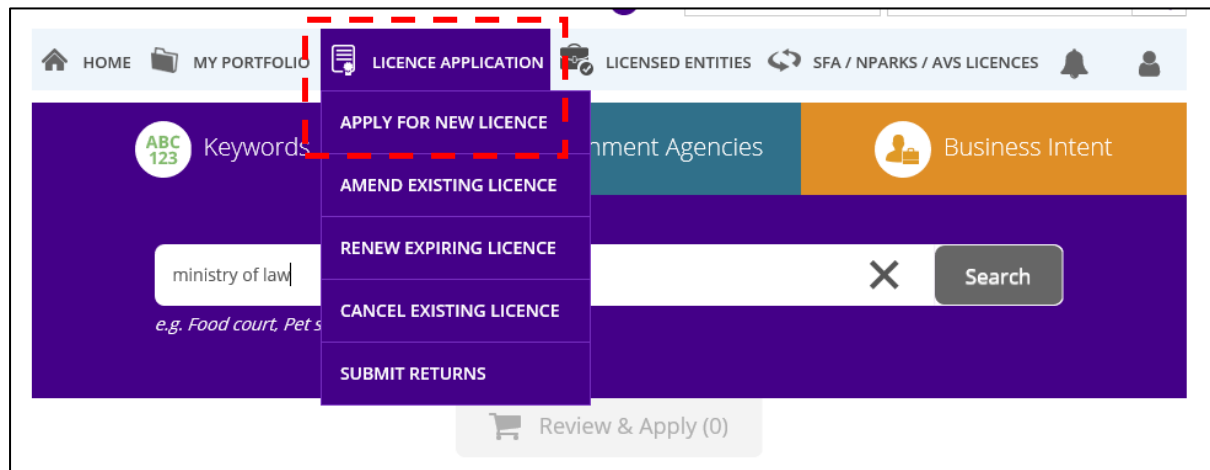 HOME MY PORTFOLIO LICENCE APPLICATION LICENSED ENTITIES SFA / NPARKS / AVS LICENCES
APPLY FOR NEW LICENCE
AMEND EXISTING LICENCE
RENEW EXPIRING LICENCE
CANCEL EXISTING LICENCE
SUBMIT RETURNS
ABC
123
Keywords
Agencies
Business Intent
ministry of law
Search
e.g. Food court, Pet
Review & Apply (0)